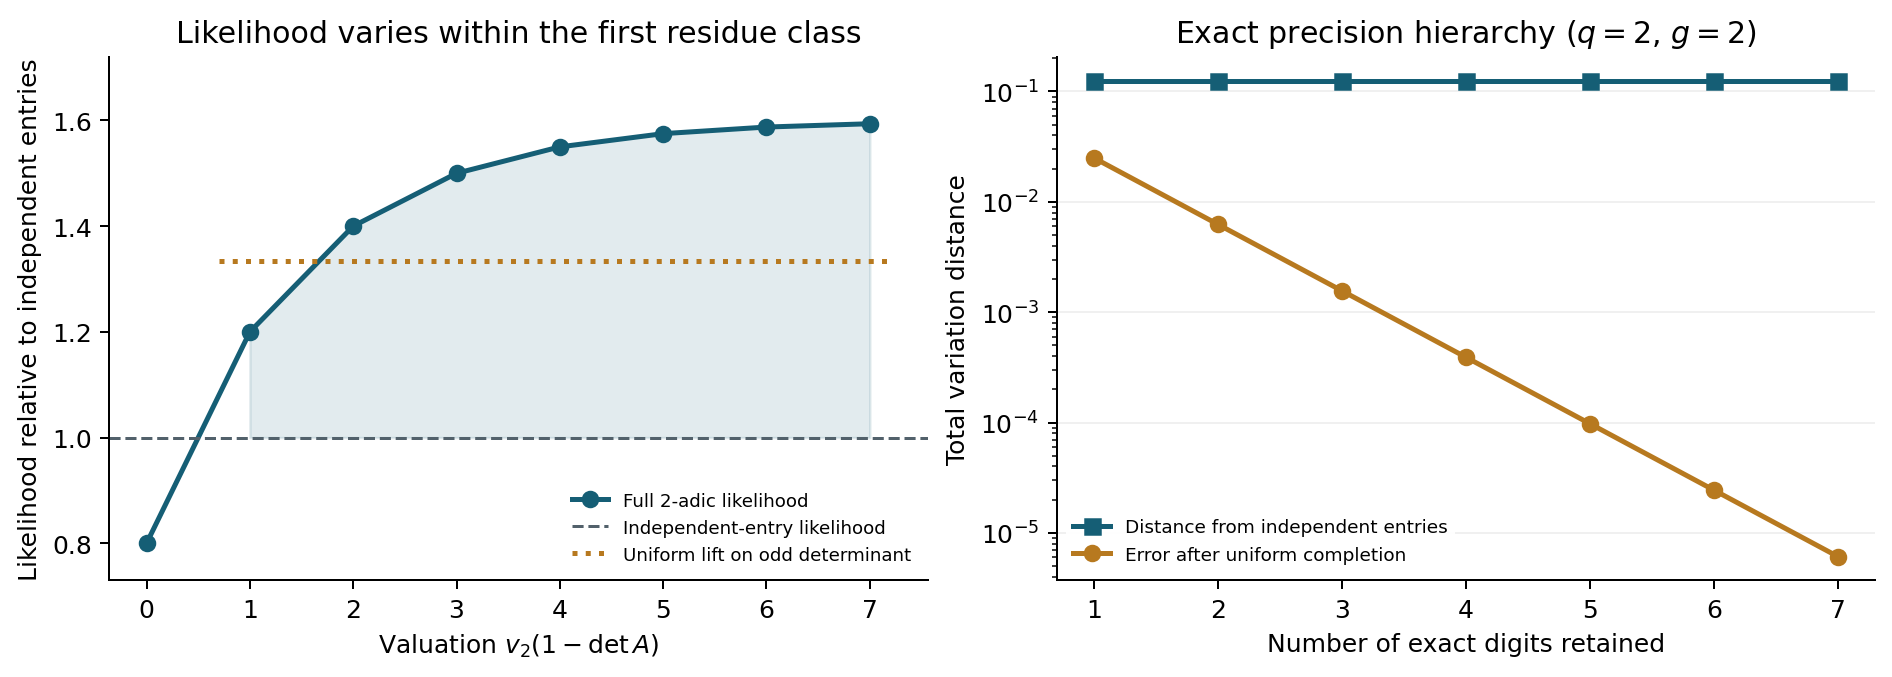 Likelihood varies within the first residue class
Likelihood relative to independent entries
1.6
1.4
1.2
1.0
0.8
Full 2-adic likelihood
Independent-entry likelihood
Uniform lift on odd determinant
0 1 2 3 4 5 6 7
Valuation v₂(1 − det A)
Exact precision hierarchy (q = 2, g = 2)
Total variation distance
10⁻¹
10⁻²
10⁻³
10⁻⁴
10⁻⁵
Distance from independent entries
Error after uniform completion
1 2 3 4 5 6 7
Number of exact digits retained